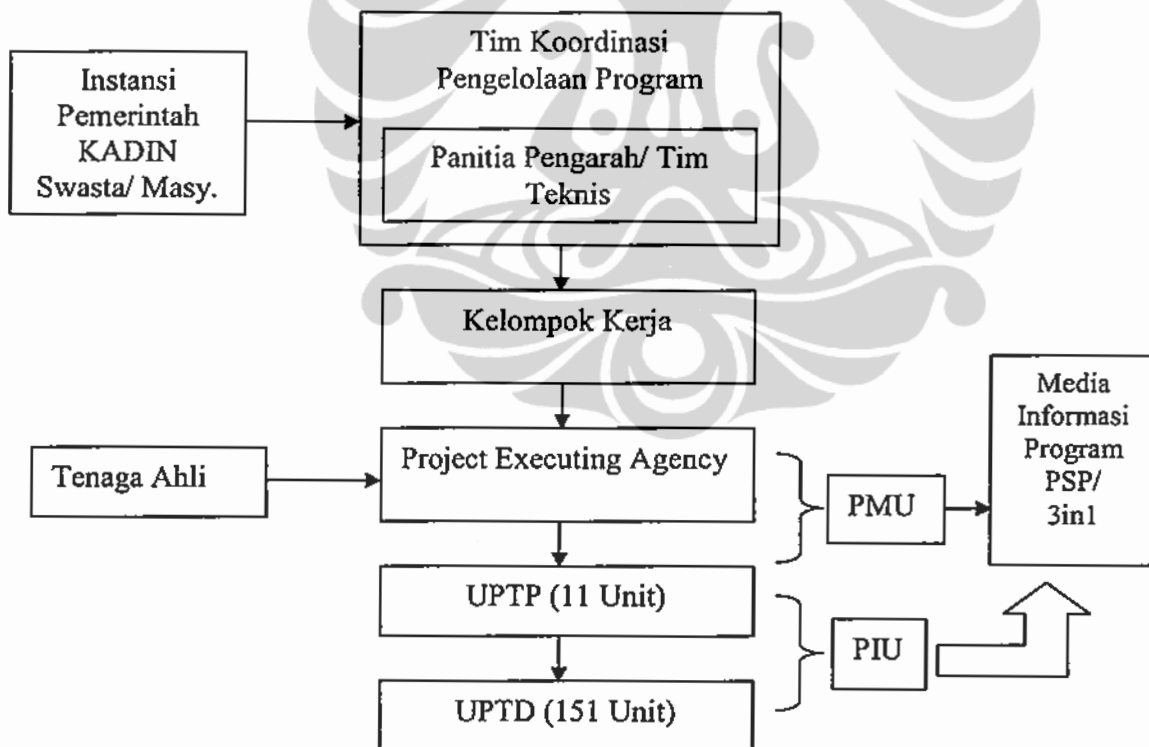 Tim Koordinasi
Pengelolaan Program
Panitia Pengarah/ Tim
Teknis
Instansi
Pemerintah
KADIN
Swasta/ Masy.
Kelompok Kerja
Project Executing Agency
Tenaga Ahli
PMU
Media
Informasi
Program
PSP/
3in1
UPTP (11 Unit)
PIU
UPTD (151 Unit)